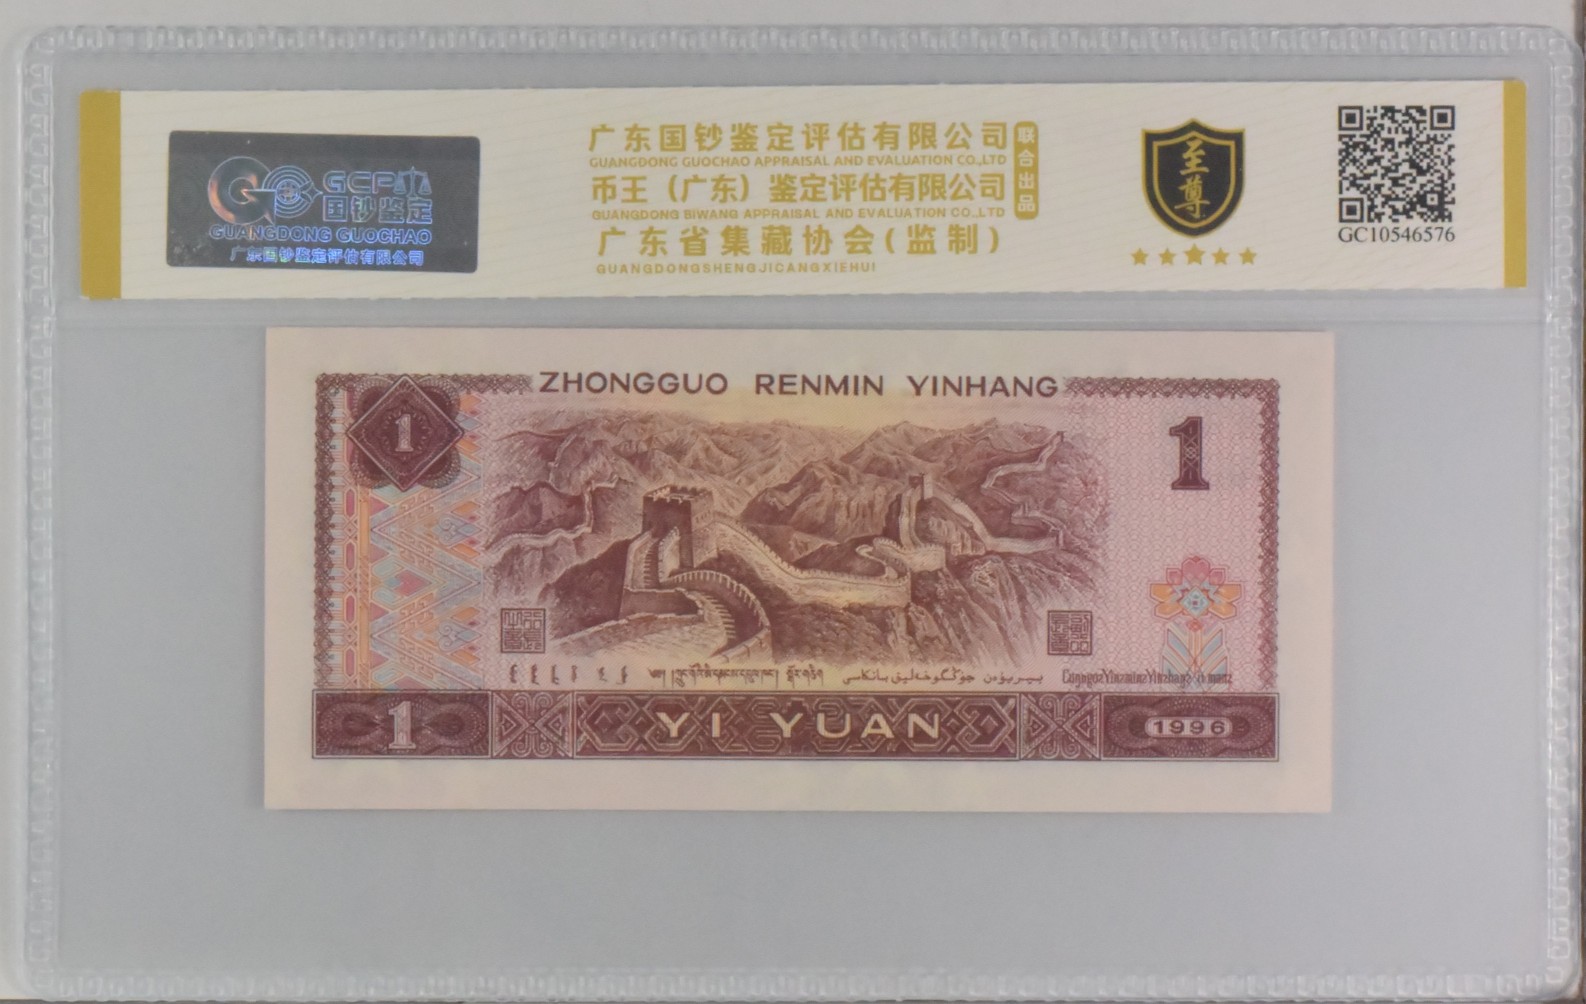 GCP
国钞鉴定
GUANGDONG GUOCHAO
广东国钞鉴定评估有限公司
广东国钞鉴定评估有限公司
GUANGDONG GUOCHAO APPRAISAL AND EVALUATION CO.,LTD
币王（广东）鉴定评估有限公司
GUANGDONG BIWANG APPRAISAL AND EVALUATION CO.,LTD
广东省集藏协会(监制)
GUANGDONGSHENGJICANGXIEHUI
联合出品
至尊
GC10546576
ZHONGGUO RENMIN YINHANG
1
1
1
YI YUAN
1996